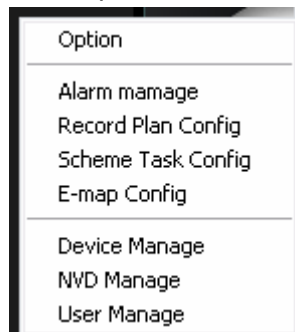 Option
Alarm mamage
Record Plan Config
Scheme Task Config
E-map Config
Device Manage
NVD Manage
User Manage